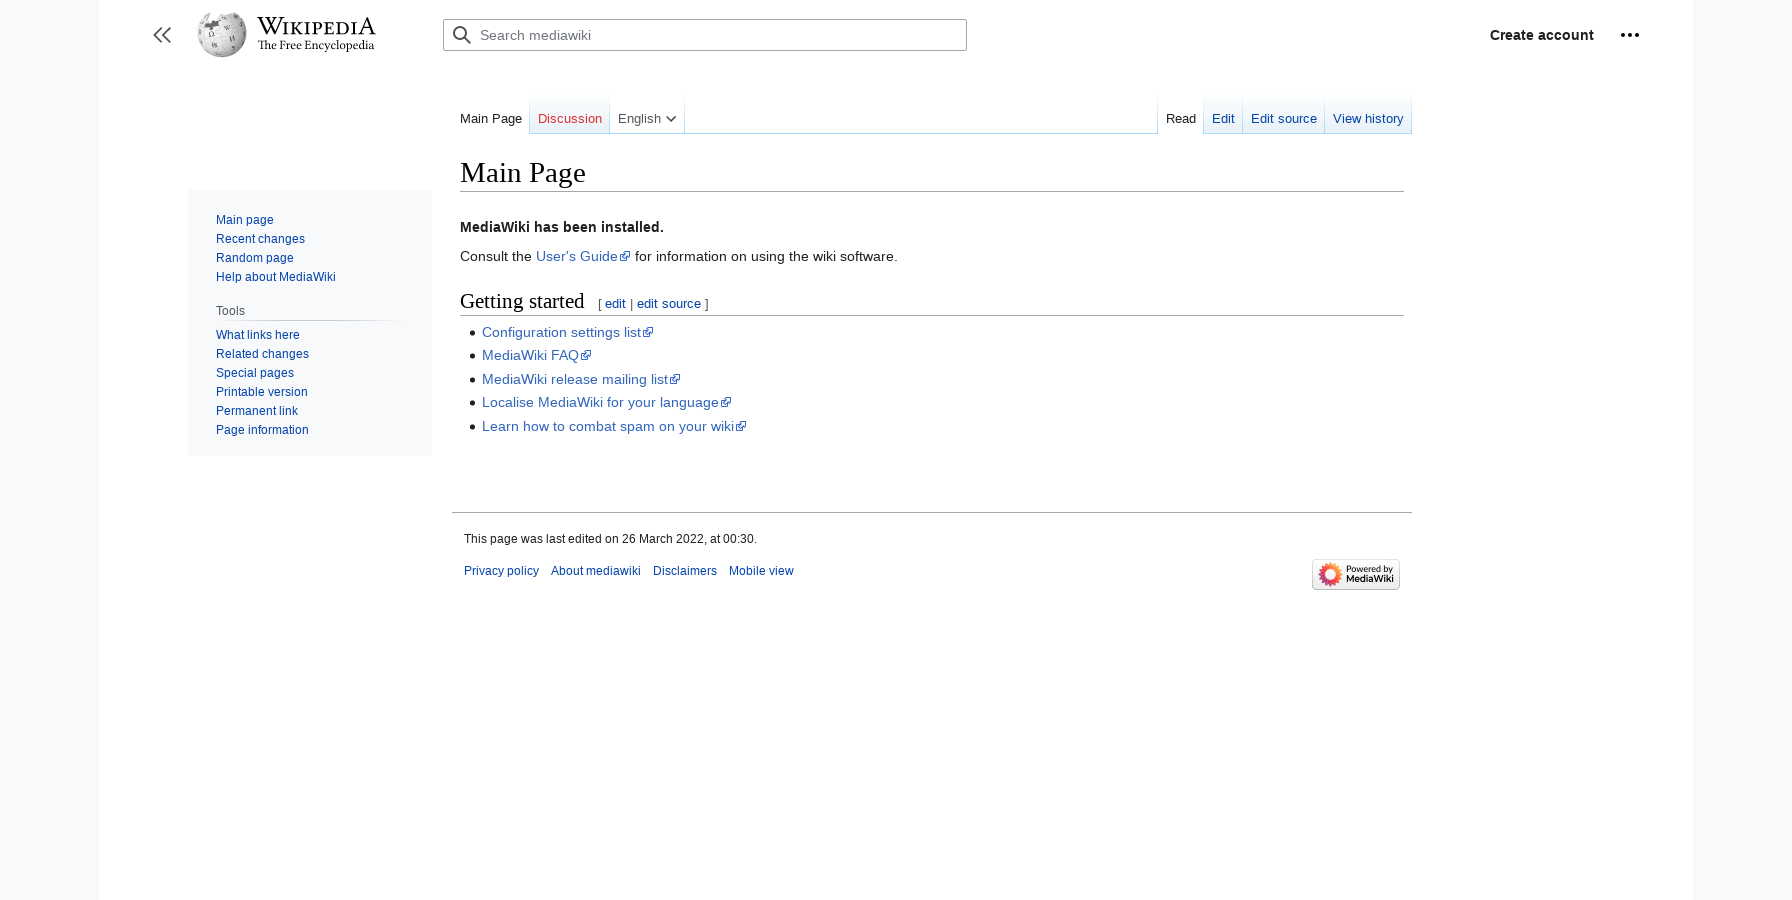 WIKIPEDIA
The Free Encyclopedia
Search mediawiki
Create account
Main Page Discussion English Read Edit Edit source View history
Main Page
Main page
Recent changes
Random page
Help about MediaWiki
Tools
What links here
Related changes
Special pages
Printable version
Permanent link
Page information
MediaWiki has been installed.
Consult the User's Guide for information on using the wiki software.
Getting started [ edit | edit source ]
Configuration settings list
MediaWiki FAQ
MediaWiki release mailing list
Localise MediaWiki for your language
Learn how to combat spam on your wiki
This page was last edited on 26 March 2022, at 00:30.
Privacy policy About mediawiki Disclaimers Mobile view
Powered by
MediaWiki